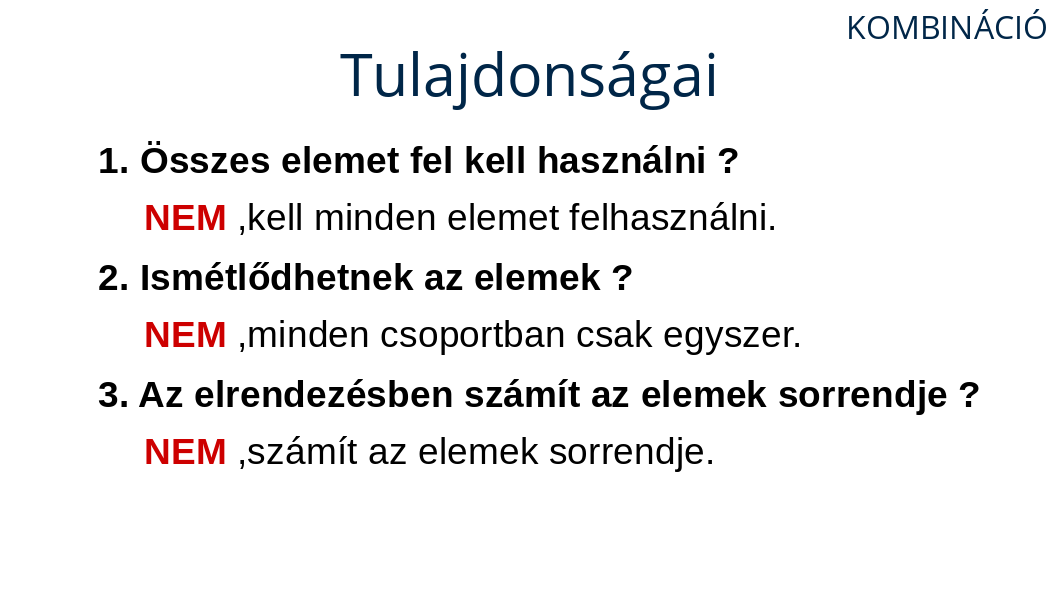 KOMBINÁCIÓ
Tulajdonságai
1. Összes elemet fel kell használni ?
NEM ,kell minden elemet felhasználni.
2. Ismétlődhetnek az elemek ?
NEM ,minden csoportban csak egyszer.
3. Az elrendezésben számít az elemek sorrendje ?
NEM ,számít az elemek sorrendje.